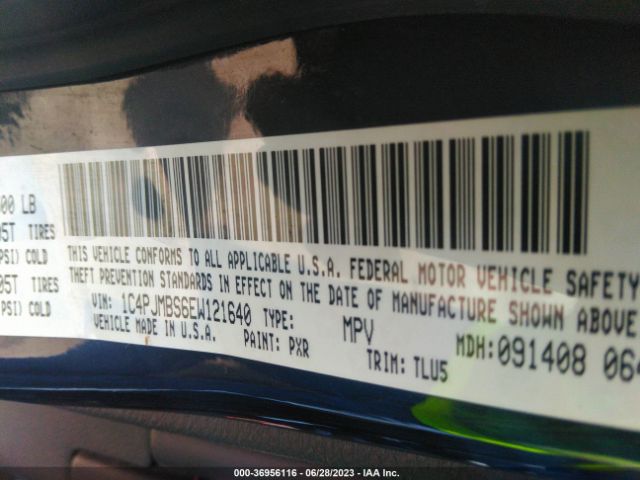 00 LB
05T TIRES
PSI) COLD
05T TIRES
PSI) COLD
THIS VEHICLE CONFORMS TO ALL APPLICABLE U.S.A. FEDERAL MOTOR VEHICLE SAFETY
THEFT PREVENTION STANDARDS IN EFFECT ON THE DATE OF MANUFACTURE SHOWN ABOVE
VIN: 1C4PJMBS6EW121640 TYPE: MPV MDH:091408 064
VEHICLE MADE IN U.S.A. PAINT: PXR TRIM: TLU5
000-36956116 - 06/28/2023 - IAA Inc.